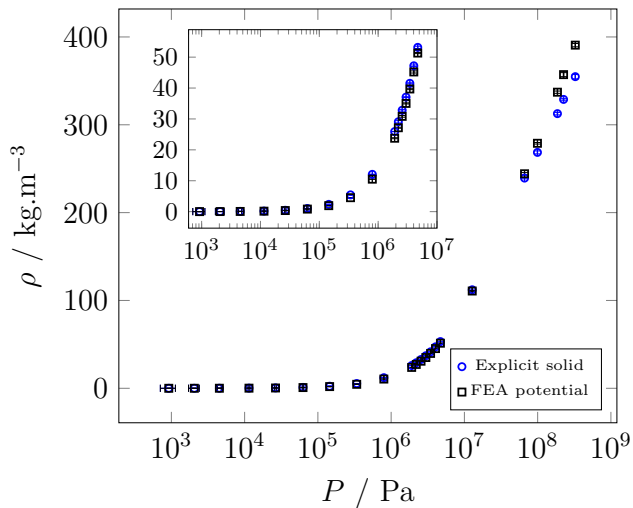 400
300
200
100
0
ρ / kg.m⁻³
10³ 10⁴ 10⁵ 10⁶ 10⁷ 10⁸ 10⁹
P / Pa
50
40
30
20
10
0
10³ 10⁴ 10⁵ 10⁶ 10⁷
Explicit solid
FEA potential